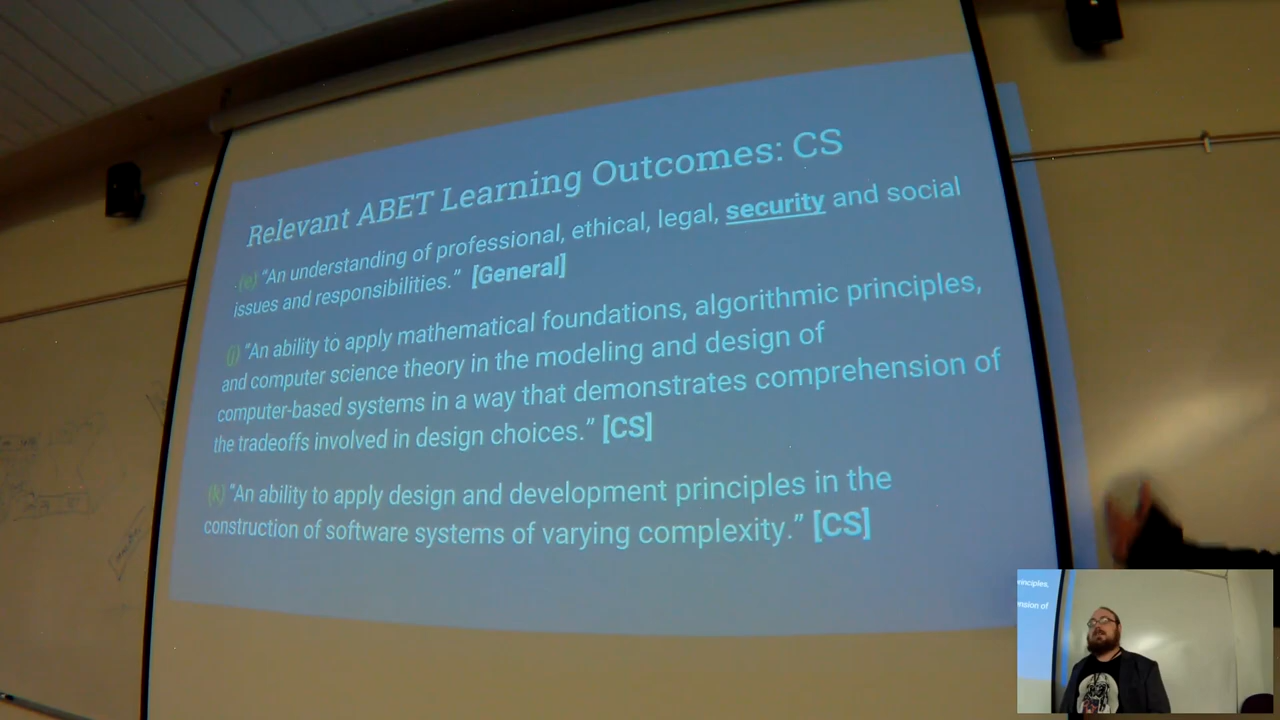 Relevant ABET Learning Outcomes: CS
(e) “An understanding of professional, ethical, legal, security and social
issues and responsibilities.” [General]
(j) “An ability to apply mathematical foundations, algorithmic principles,
and computer science theory in the modeling and design of
computer-based systems in a way that demonstrates comprehension of
the tradeoffs involved in design choices.” [CS]
(k) “An ability to apply design and development principles in the
construction of software systems of varying complexity.” [CS]
principles,
ension of